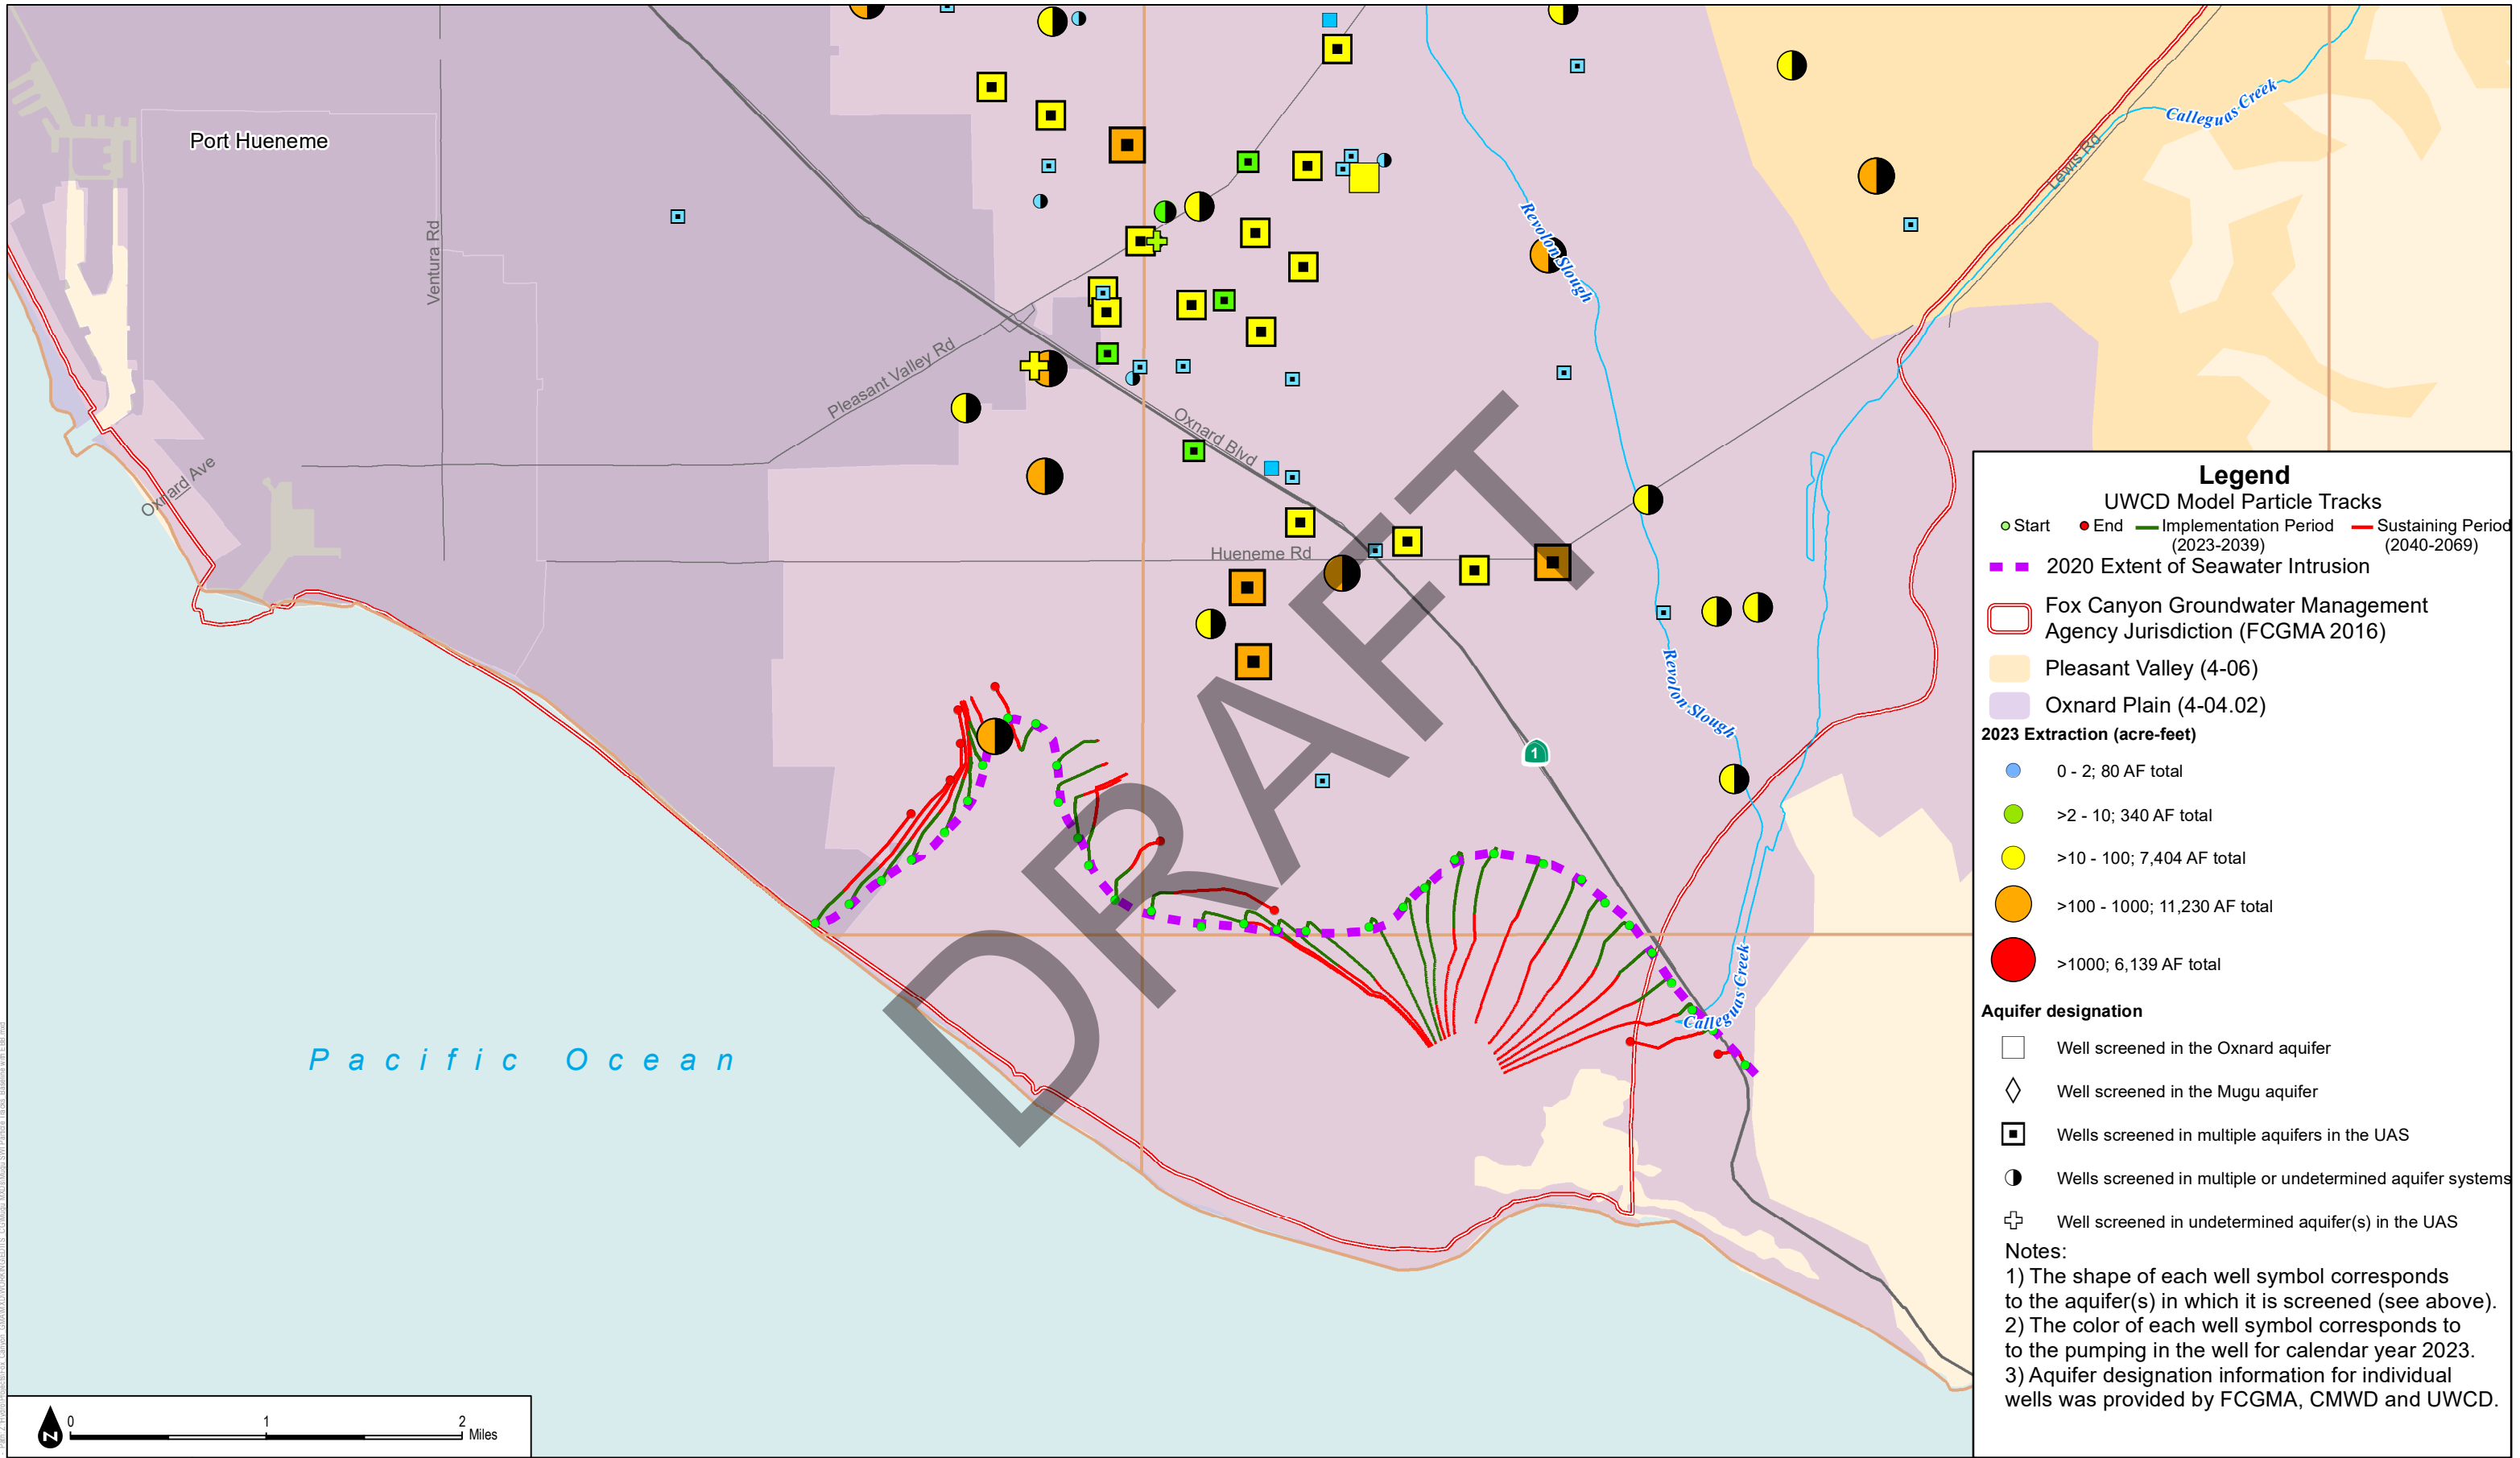 Port Hueneme
Ventura Rd
Oxnard Ave
Pleasant Valley Rd
Oxnard Blvd
Hueneme Rd
Revolon Slough
Revolon Slough
Calleguas Creek
Lewis Rd
1
Calleguas Creek
Pacific Ocean
DRAFT
N
0 1 2
Miles
Legend
UWCD Model Particle Tracks
Start End Implementation Period Sustaining Period
(2023-2039) (2040-2069)
2020 Extent of Seawater Intrusion
Fox Canyon Groundwater Management
Agency Jurisdiction (FCGMA 2016)
Pleasant Valley (4-06)
Oxnard Plain (4-04.02)
2023 Extraction (acre-feet)
0 - 2; 80 AF total
>2 - 10; 340 AF total
>10 - 100; 7,404 AF total
>100 - 1000; 11,230 AF total
>1000; 6,139 AF total
Aquifer designation
Well screened in the Oxnard aquifer
Well screened in the Mugu aquifer
Wells screened in multiple aquifers in the UAS
Wells screened in multiple or undetermined aquifer systems
Well screened in undetermined aquifer(s) in the UAS
Notes:
1) The shape of each well symbol corresponds
to the aquifer(s) in which it is screened (see above).
2) The color of each well symbol corresponds to
to the pumping in the well for calendar year 2023.
3) Aquifer designation information for individual
wells was provided by FCGMA, CMWD and UWCD.